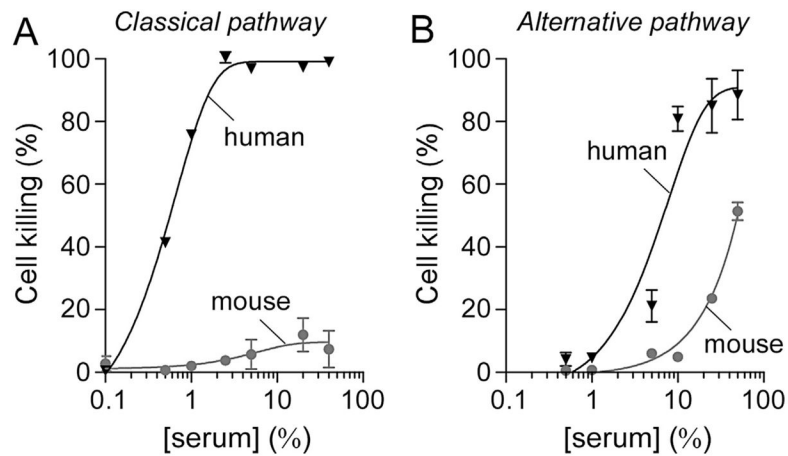 A
Classical pathway
Cell killing (%)
100
80
60
40
20
0
human
mouse
0.1
1
10
100
[serum] (%)
B
Alternative pathway
Cell killing (%)
100
80
60
40
20
0
human
mouse
0.1
1
10
100
[serum] (%)